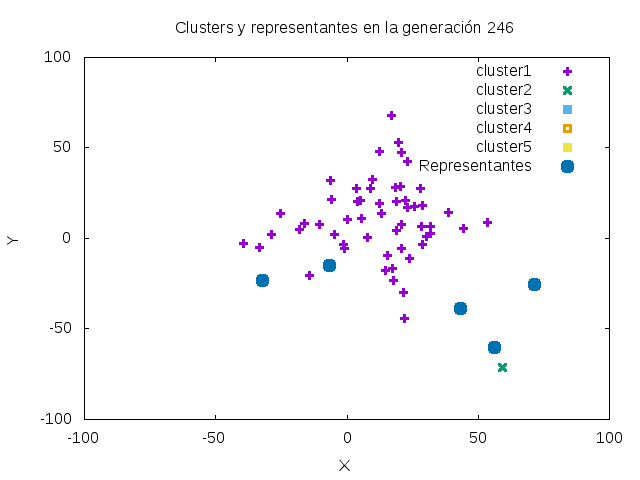 Clusters y representantes en la generación 246
cluster1
cluster2
cluster3
cluster4
cluster5
Representantes
100
50
0
-50
-100
Y
-100
-50
0
50
100
X